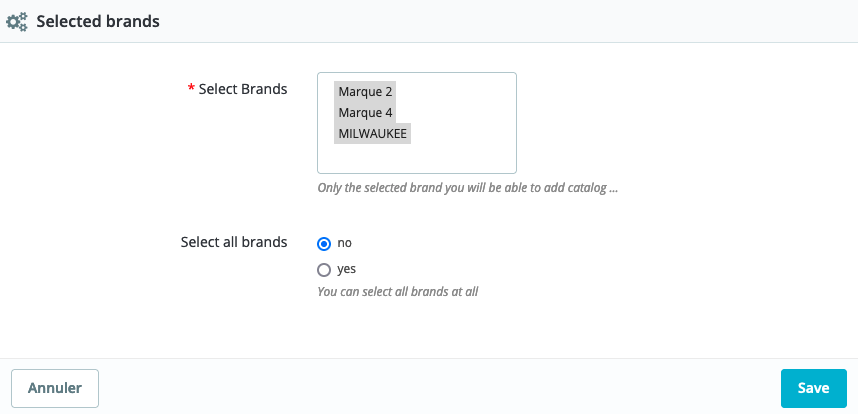 Selected brands
* Select Brands
Marque 2
Marque 4
MILWAUKEE
Only the selected brand you will be able to add catalog ...
Select all brands
no
yes
You can select all brands at all
Annuler
Save